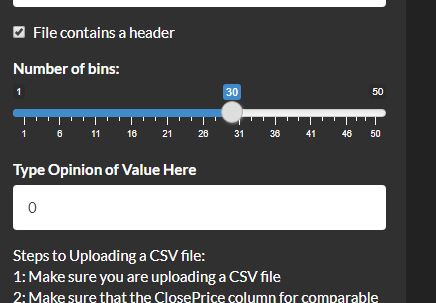 File contains a header
Number of bins:
1 30 50
1 6 11 16 21 26 31 36 41 46 50
Type Opinion of Value Here
0
Steps to Uploading a CSV file:
1: Make sure you are uploading a CSV file
2: Make sure that the ClosePrice column for comparable